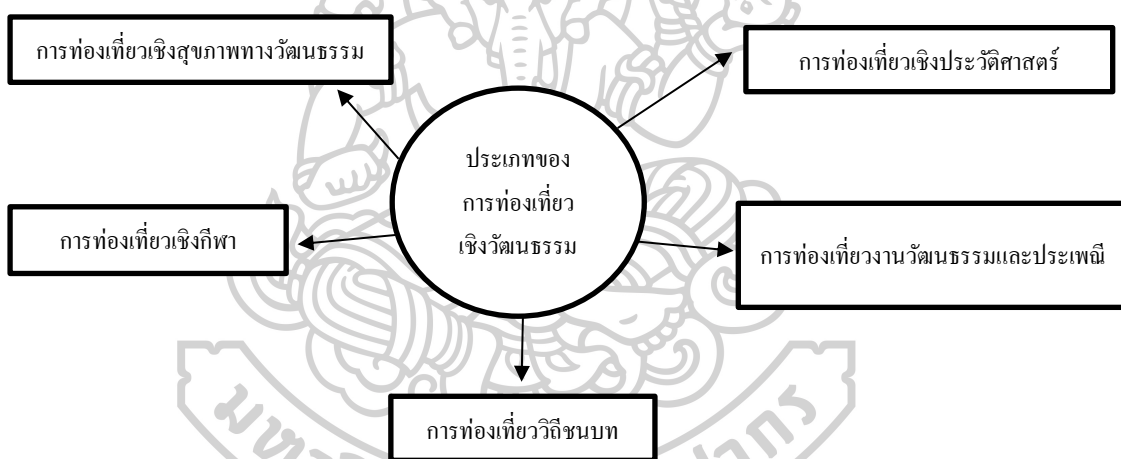 การท่องเที่ยวเชิงสุขภาพทางวัฒนธรรม
การท่องเที่ยวเชิงประวัติศาสตร์
ประเภทของ
การท่องเที่ยว
เชิงวัฒนธรรม
การท่องเที่ยวเชิงกีฬา
การท่องเที่ยวงานวัฒนธรรมและประเพณี
การท่องเที่ยววิถีชนบท